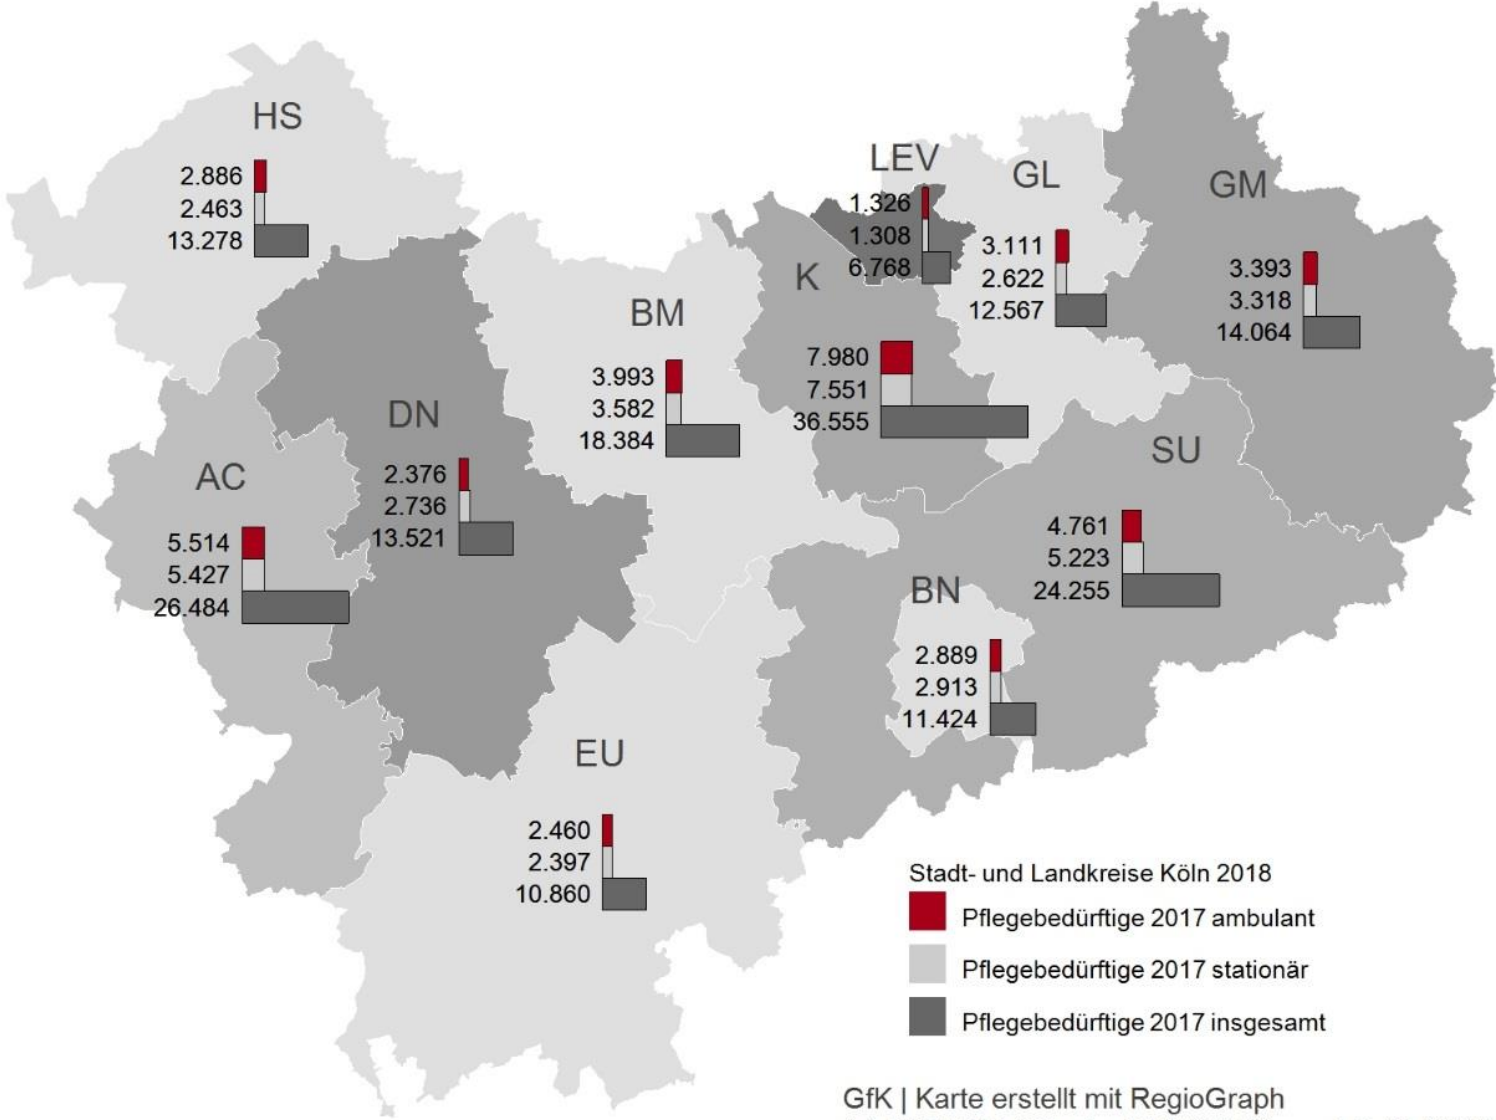 HS
2.886
2.463
13.278
LEV
1.326
1.308
6.768
GL
3.111
2.622
12.567
GM
3.393
3.318
14.064
K
7.980
7.551
36.555
BM
3.993
3.582
18.384
DN
2.376
2.736
13.521
AC
5.514
5.427
26.484
SU
4.761
5.223
24.255
BN
2.889
2.913
11.424
EU
2.460
2.397
10.860
Stadt- und Landkreise Köln 2018
Pflegebedürftige 2017 ambulant
Pflegebedürftige 2017 stationär
Pflegebedürftige 2017 insgesamt
GfK | Karte erstellt mit RegioGraph